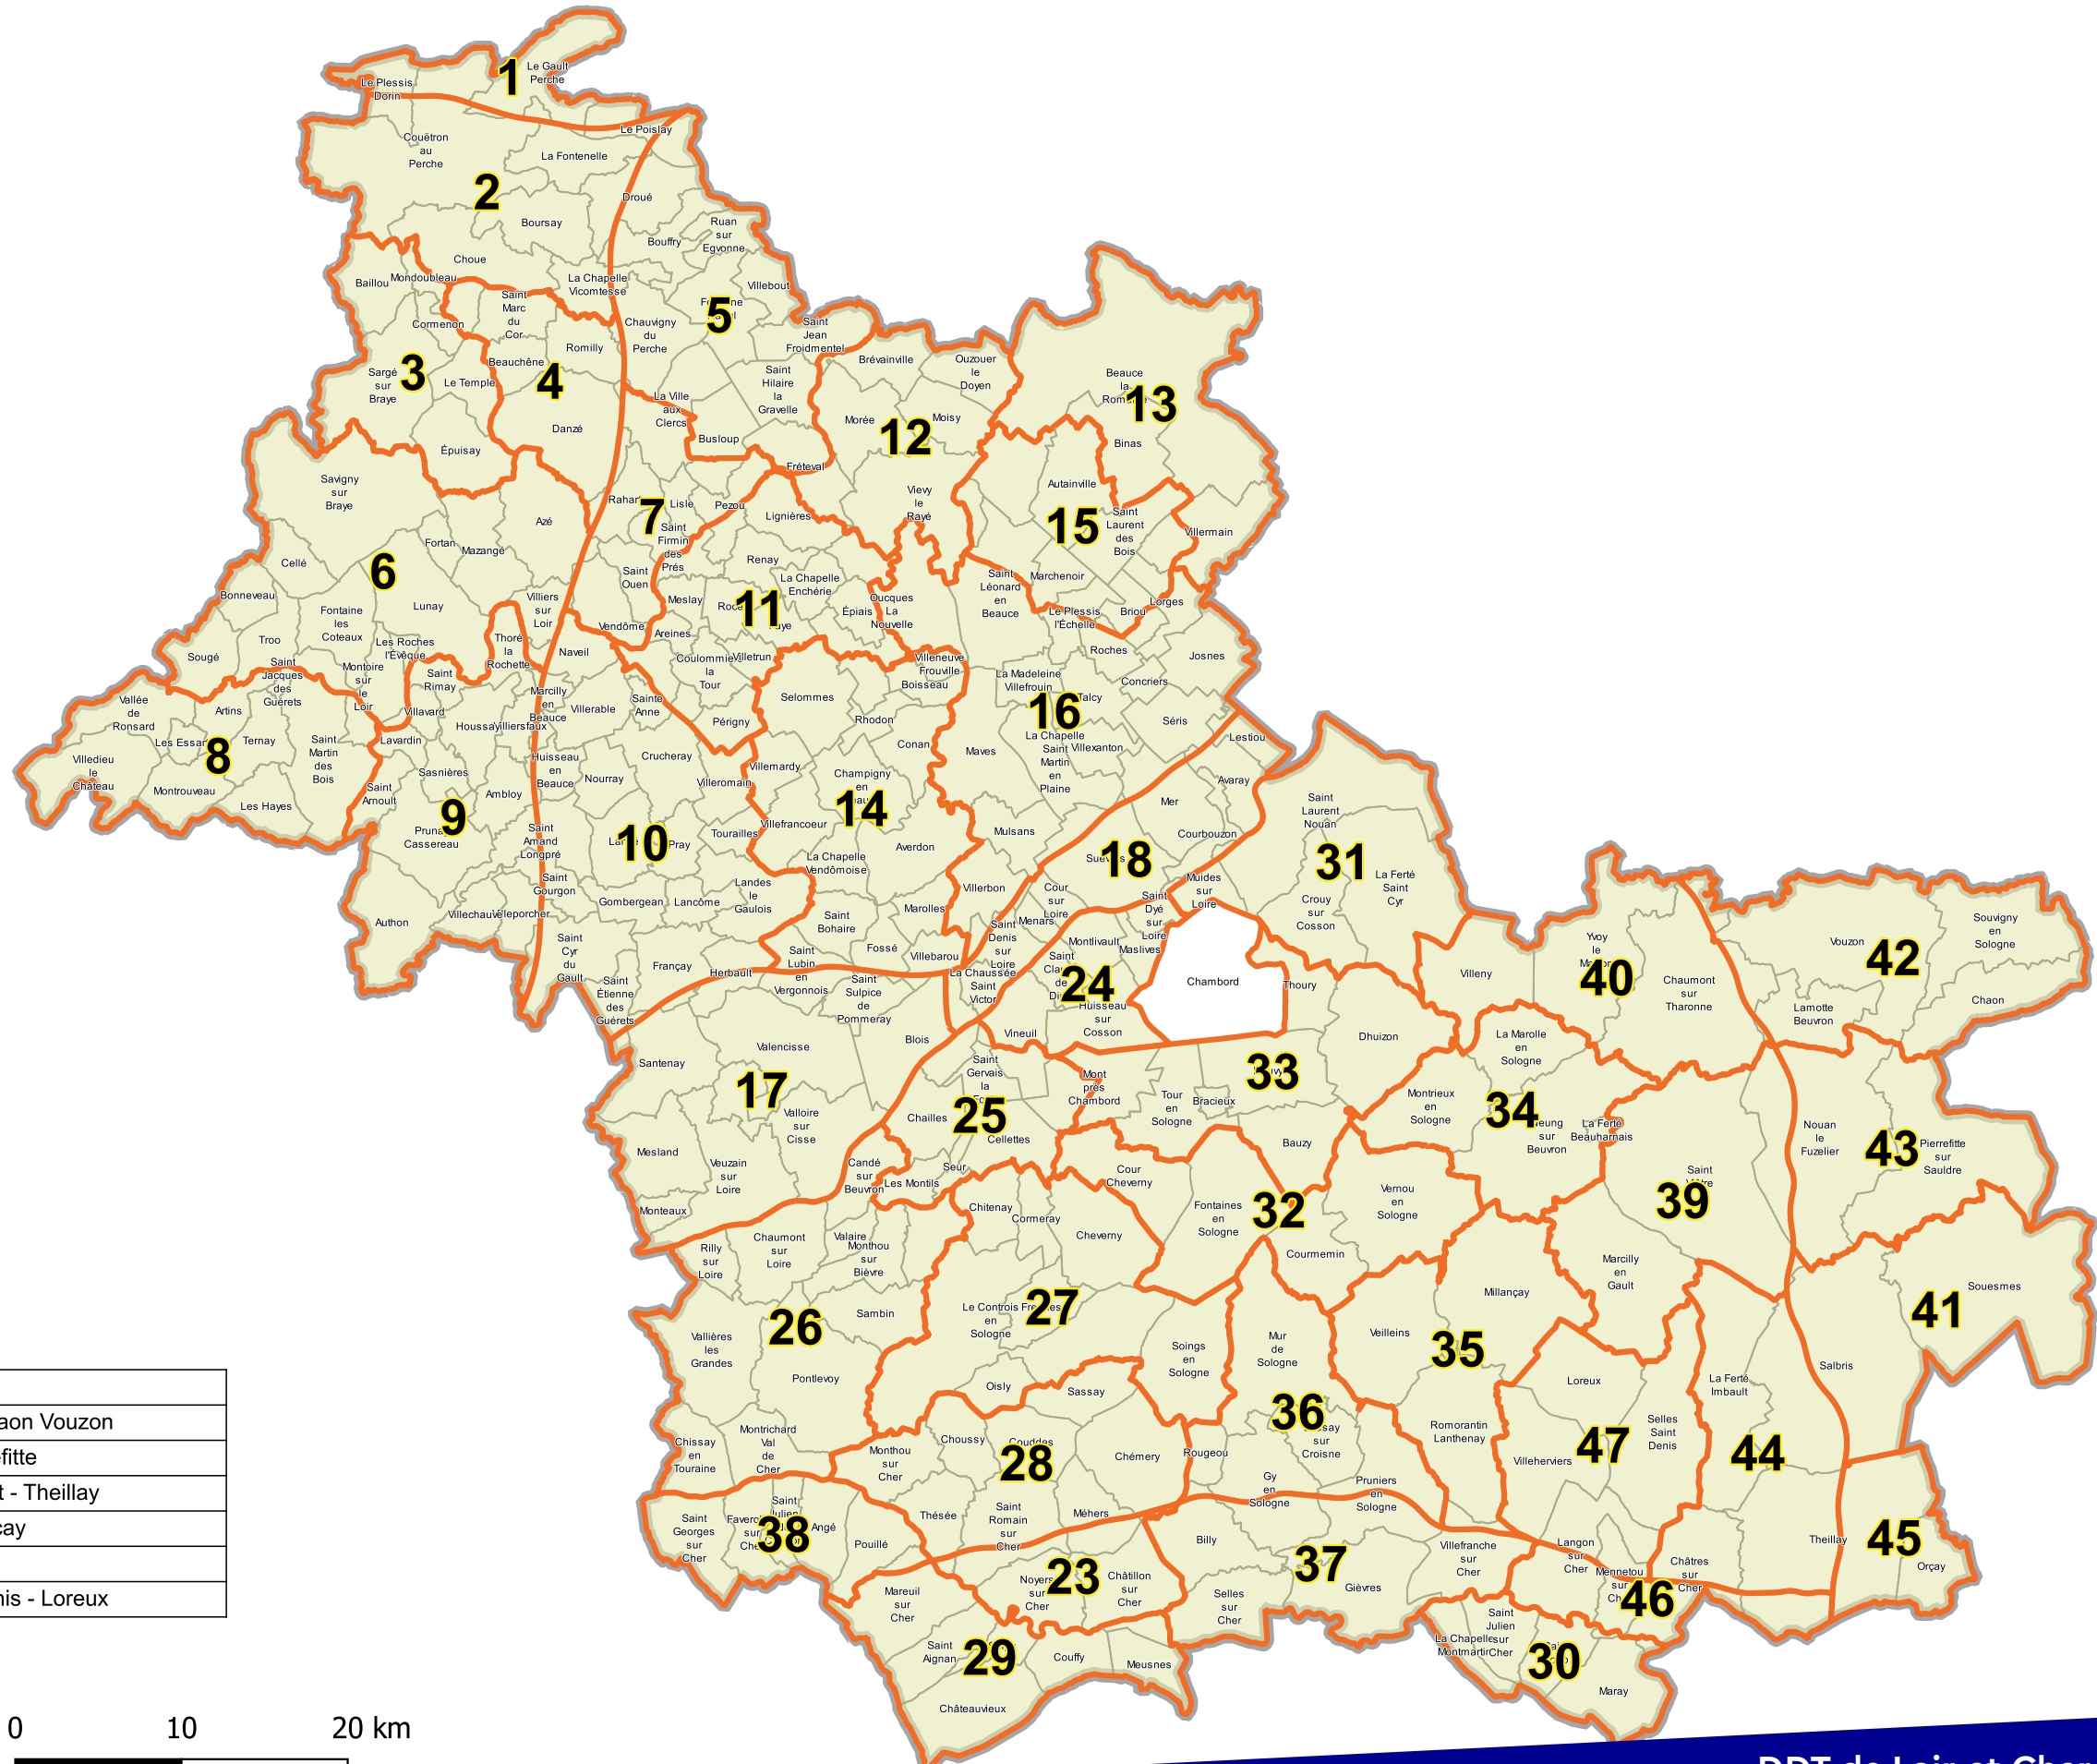 1
Le Gault
Perche
Le Plessis
Dorin
Le Poislay
Couëtron
au
Perche
La Fontenelle
2
Droué
Boursay
Ruan
sur
Egvonne
Bouffry
Choue
Mondoubleau
Baillou
La Chapelle
Vicomtesse
Villebout
Saint
Marc
du
Cor
5
Cormenon
Chauvigny
du
Perche
Saint
Jean
Froidmentel
Romilly
Beauchêne
3
Sargé
sur
Braye
Le Temple
4
Brévainville
Ouzouer
le
Doyen
Saint
Hilaire
la
Gravelle
Beauce
la
13
La Ville
aux
Clercs
Danzé
Morée
Moisy
12
Busloup
Binas
Épuisay
Fréteval
Savigny
sur
Braye
Autainville
Vievy
le
Rayé
7
Lisle
Pezou
Lignières
Azé
15
Saint
Laurent
des
Bois
Villermain
Saint
Firmin
des
Prés
Fortan
Mazangé
Cellé
6
Renay
Saint
Ouen
La Chapelle
Enchérie
Saint
Léonard
en
Beauce
Marchenoir
Bonneveau
Lunay
Villiers
sur
Loir
Meslay
11
Épiais
Oucques
La
Nouvelle
Le Plessis
l'Échelle
Briou
Lorges
Fontaine
les
Coteaux
Vendôme
Areines
Troo
Les Roches
l'Évêque
Thoré
la
Rochette
Naveil
Sougé
Saint
Jacques
des
Guérets
Montoire
sur
le
Loir
Coulommiers
la
Tour
Villetrun
Villeneuve
Frouville
Roches
Josnes
Saint
Rimay
Boisseau
La Madeleine
Villefrouin
Concriers
Vallée
de
Ronsard
Artins
Villavard
Marcilly
en
Beauce
Villerable
Sainte
Anne
Selommes
16
Talcy
Périgny
Rhodon
Séris
Houssay
Villiersfaux
8
Ternay
Saint
Martin
des
Bois
Lavardin
Conan
Maves
La Chapelle
Saint
Martin
en
Plaine
Villexanton
Lestiou
Villedieu
le
Château
Huisseau
en
Beauce
Crucheray
Nourray
Villeromain
Villemardy
Champigny
en
14
Avaray
Montrouveau
Les Hayes
Sasnières
Saint
Arnoult
Ambloy
9
Cassereau
Saint
Amand
Longpré
10
Pray
Tourailles
Villefrancoeur
Mulsans
Mer
Courbouzon
Saint
Laurent
Nouan
Averdon
18
31
La Chapelle
Vendômoise
Saint
Gourgon
Landes
le
Gaulois
Villerbon
Cour
sur
Loire
Muides
sur
Loire
La Ferté
Saint
Cyr
Authon
Villechauve
Villeporcher
Gombergean
Lancôme
Saint
Bohaire
Marolles
Menars
Saint
Dyé
sur
Loire
Crouy
sur
Cosson
Saint
Cyr
du
Gault
Françay
Herbault
Saint
Lubin
en
Vergonnois
Fossé
Villebarou
Saint
Denis
sur
Loire
Montlivault
Maslives
Yvoy
le
40
Vouzon
42
Souvigny
en
Sologne
Saint
Étienne
des
Guérets
Saint
Sulpice
de
Pommeray
La Chaussée
Saint
Victor
Saint
24
Huisseau
sur
Cosson
Chambord
Thoury
Villeny
Chaumont
sur
Tharonne
Lamotte
Beuvron
Chaon
Santenay
Valencisse
Blois
Vineuil
Dhuizon
La Marolle
en
Sologne
17
Saint
Gervais
la
Mont
près
Chambord
33
Valloire
sur
Cisse
Chailles
25
Cellettes
Tour
en
Sologne
Bracieux
Montrieux
en
Sologne
34
sur
Beuvron
La Ferté
Beauharnais
Nouan
le
Fuzelier
43
Pierrefitte
sur
Sauldre
Mesland
Veuzain
sur
Loire
Candé
sur
Beuvron
Seur
Les Montils
Bauzy
Cour
Cheverny
Saint
39
Monteaux
Chitenay
Cormeray
Cheverny
Fontaines
en
Sologne
32
Vernou
en
Sologne
Rilly
sur
Loire
Chaumont
sur
Loire
Valaire
Monthou
sur
Bièvre
Courmemin
Marcilly
en
Gault
26
Sambin
Le Controis
en
Sologne
27
Millançay
Souesmes
41
Vallières
les
Grandes
Pontlevoy
Soings
en
Sologne
Mur
de
Sologne
Veilleins
35
Salbris
Oisly
Sassay
36
sur
Croisne
Loreux
La Ferté
Imbault
Chissay
en
Touraine
Montrichard
Val
de
Cher
Monthou
sur
Cher
Choussy
Couddes
28
Chémery
Rougeou
Romorantin
Lanthenay
Villeherviers
47
Selles
Saint
Denis
44
Gy
en
Sologne
Pruniers
en
Sologne
Saint
Georges
sur
Cher
Saint
Julien
38
Angé
Pouillé
Thésée
Saint
Romain
sur
Cher
Méhers
Billy
Villefranche
sur
Cher
Langon
sur
Cher
Theillay
45
Orçay
37
Gièvres
Mennetou
sur
46
Châtres
sur
Cher
Mareuil
sur
Cher
Noyers
sur
Cher
23
Châtillon
sur
Cher
Selles
sur
Cher
Saint
Aignan
29
Couffy
Meusnes
La Chapelle
Montmartin
Saint
Julien
sur
Cher
30
Maray
Châteauvieux
aon Vouzon
fitte
t - Theillay
ay
nis - Loreux
0 10 20 km